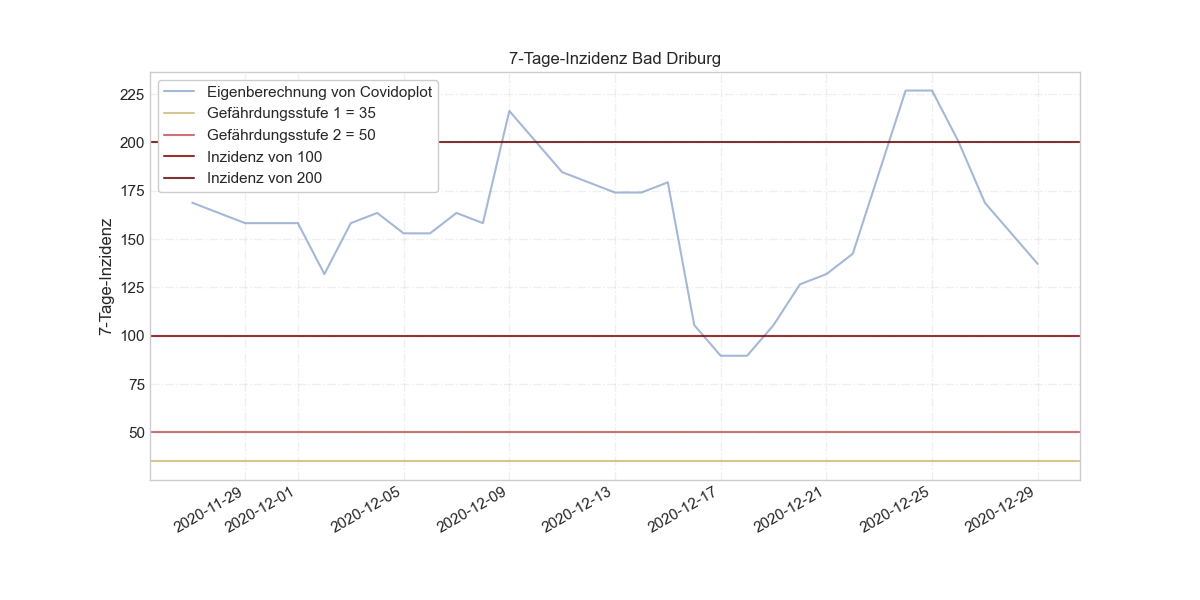 7-Tage-Inzidenz Bad Driburg
Eigenberechnung von Covidoplot
Gefährdungsstufe 1 = 35
Gefährdungsstufe 2 = 50
Inzidenz von 100
Inzidenz von 200
7-Tage-Inzidenz
225
200
175
150
125
100
75
50
2020-11-29
2020-12-01
2020-12-05
2020-12-09
2020-12-13
2020-12-17
2020-12-21
2020-12-25
2020-12-29